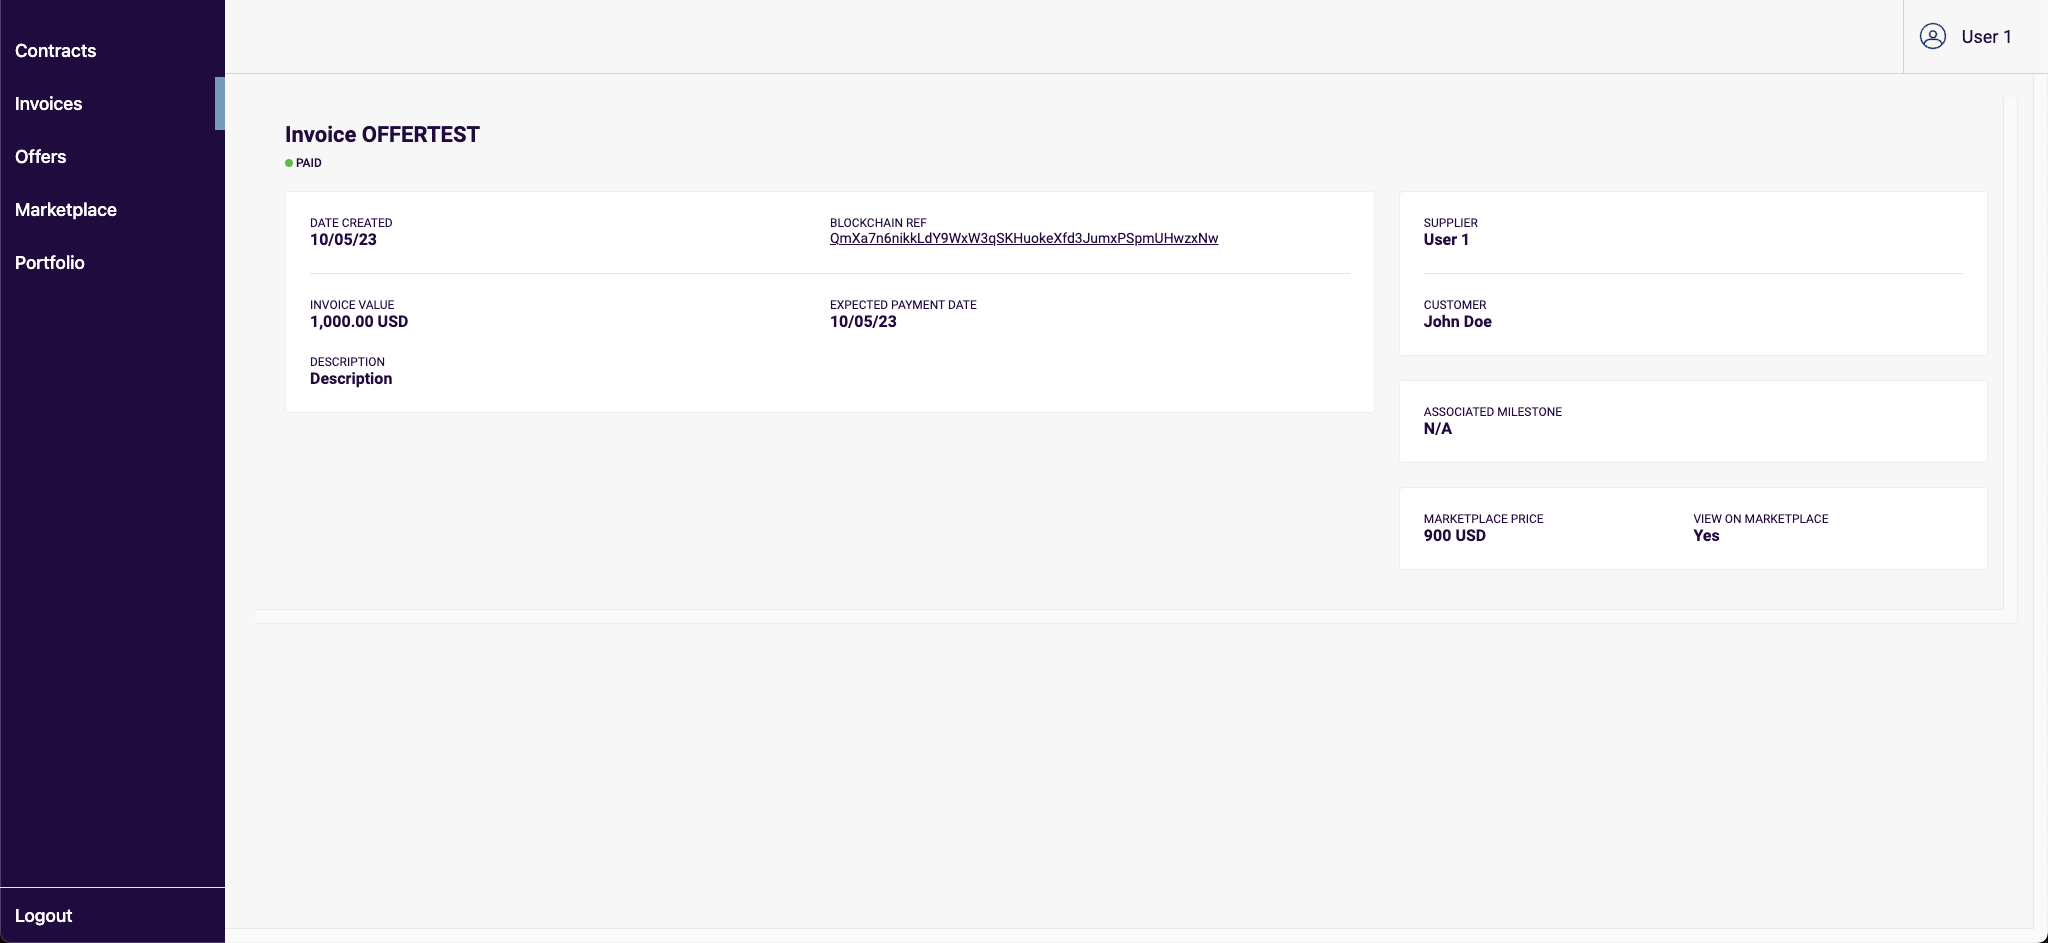 Contracts
Invoices
Offers
Marketplace
Portfolio
Logout
User 1
Invoice OFFERTEST
PAID
DATE CREATED
10/05/23
BLOCKCHAIN REF
QmXa7n6nikkLdY9WxW3qSKHuokeXfd3JumxPSpmUHwzxNw
INVOICE VALUE
1,000.00 USD
EXPECTED PAYMENT DATE
10/05/23
DESCRIPTION
Description
SUPPLIER
User 1
CUSTOMER
John Doe
ASSOCIATED MILESTONE
N/A
MARKETPLACE PRICE
900 USD
VIEW ON MARKETPLACE
Yes